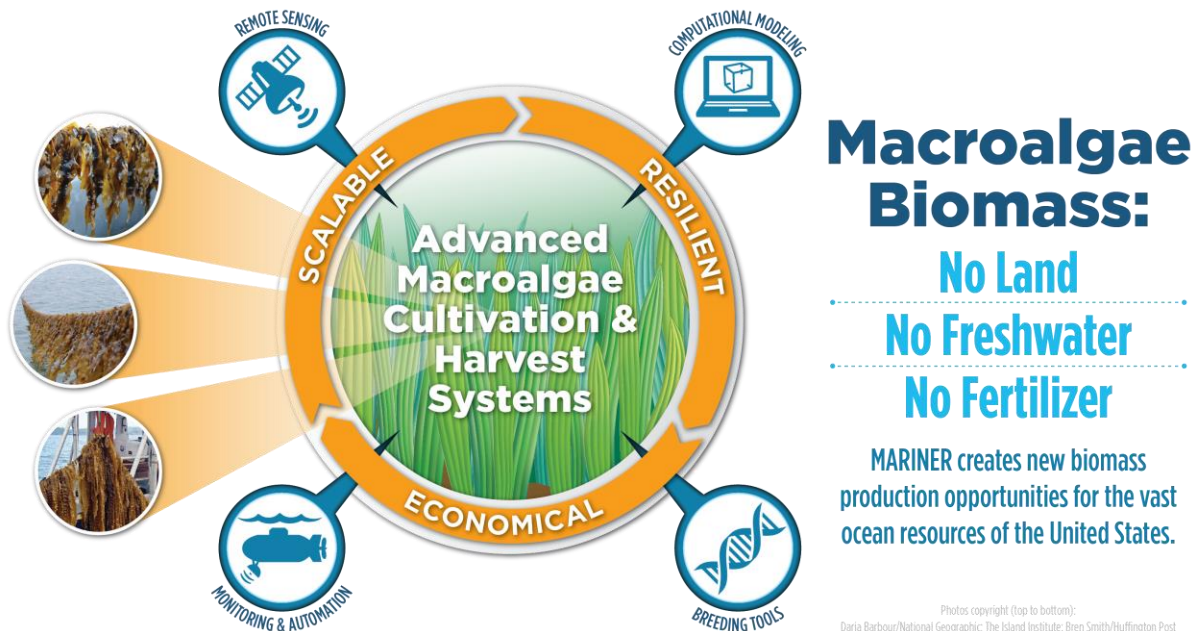 REMOTE SENSING
COMPUTATIONAL MODELING
SCALABLE
RESILIENT
ECONOMICAL
Advanced
Macroalgae
Cultivation &
Harvest
Systems
MONITORING & AUTOMATION
BREEDING TOOLS
Macroalgae
Biomass:
No Land
No Freshwater
No Fertilizer
MARINER creates new biomass
production opportunities for the vast
ocean resources of the United States.
Photos copyright (top to bottom):
Daria Barbour/National Geographic; The Island Institute; Bren Smith/Huffington Post